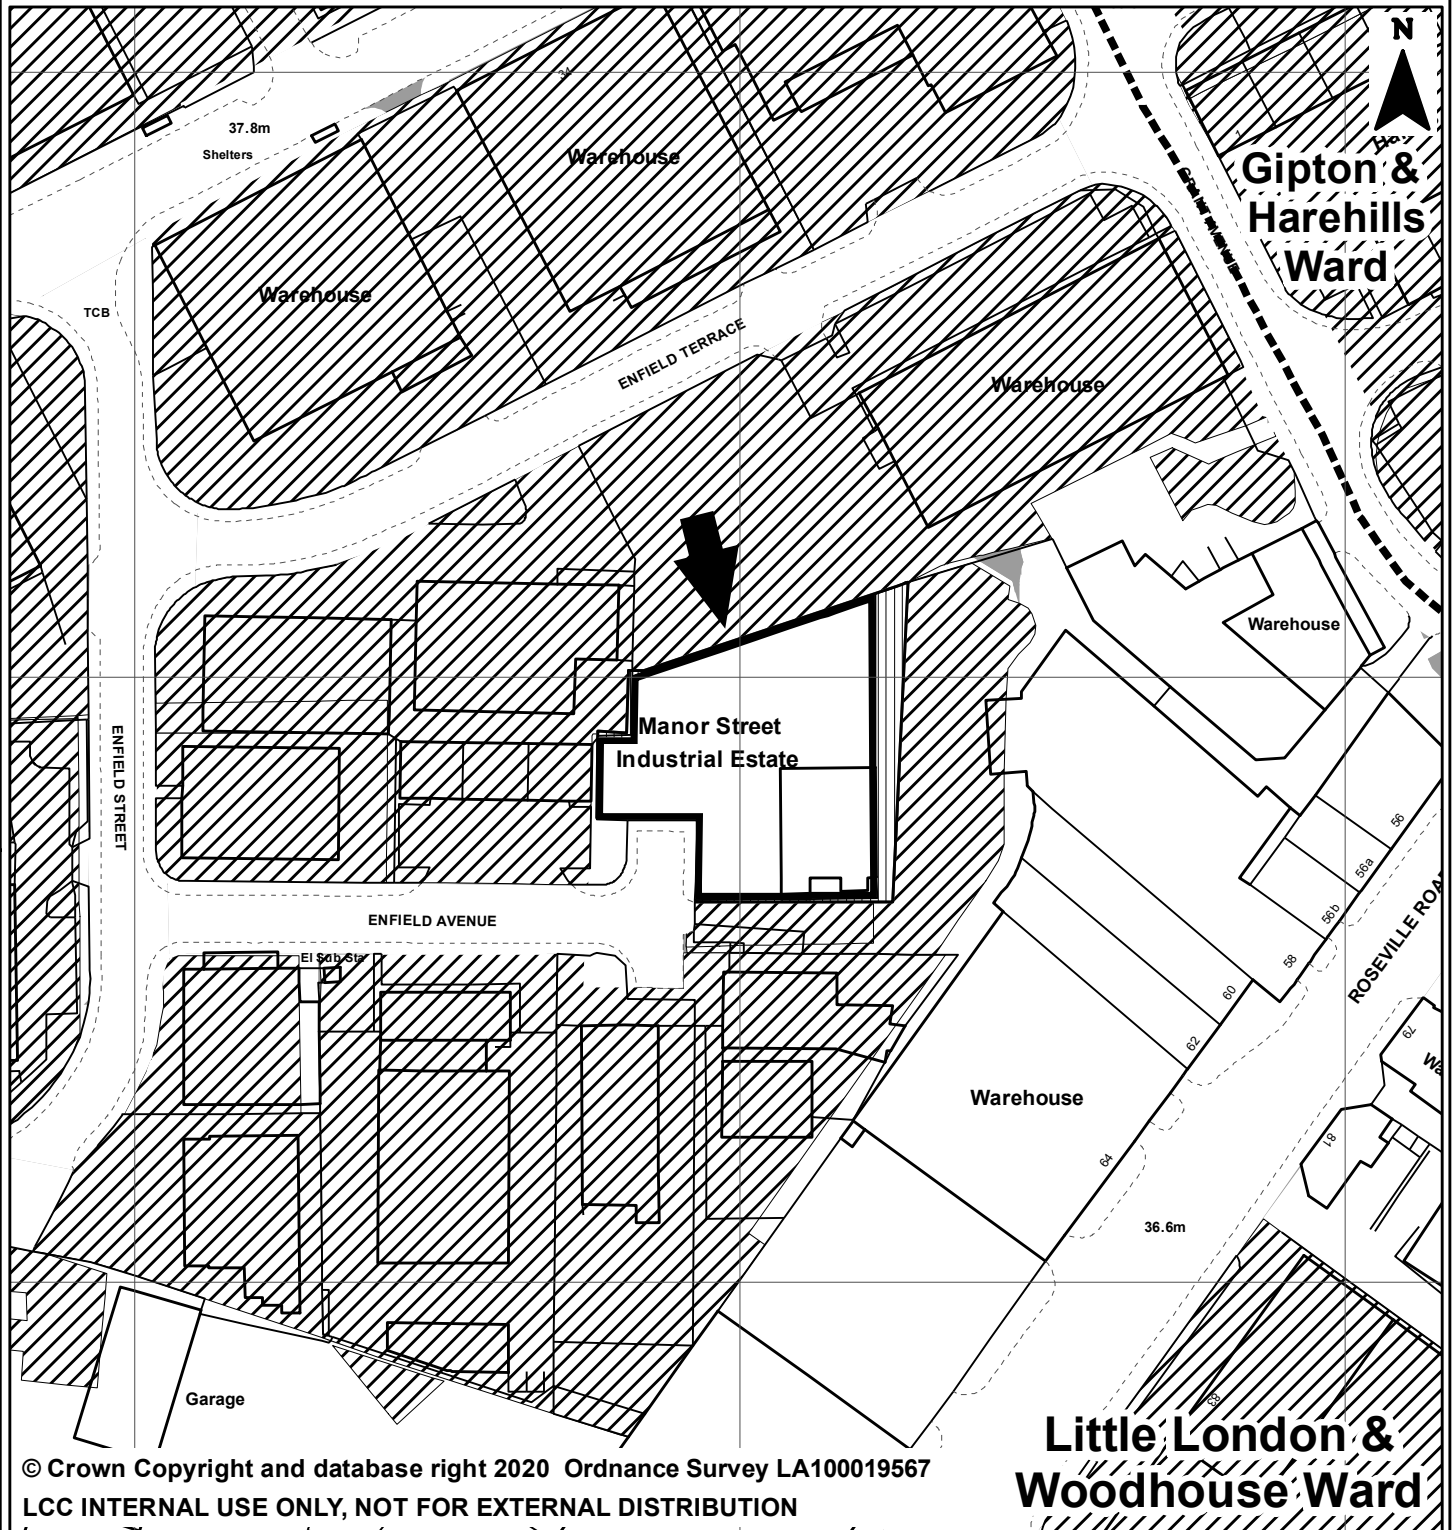 N
34
37.8m
Shelters
Warehouse
Gipton &
Harehills
Ward
Warehouse
TCB
ENFIELD TERRACE
Warehouse
Warehouse
Manor Street
Industrial Estate
ENFIELD STREET
56
56a
56b
58
60
62
64
ROSEVILLE ROAD
ENFIELD AVENUE
El Sub Sta
79
81
Warehouse
36.6m
83
Garage
Little London &
Woodhouse Ward
© Crown Copyright and database right 2020 Ordnance Survey LA100019567
LCC INTERNAL USE ONLY, NOT FOR EXTERNAL DISTRIBUTION